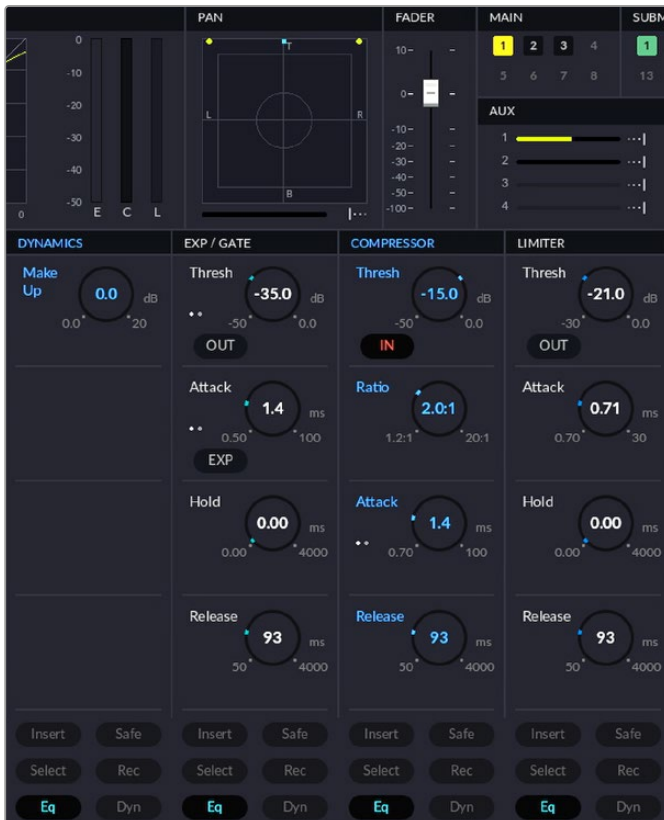 PAN FADER MAIN SUBM
0 T 10- 1 2 3 4 1
-10 5 6 7 8 13
-20 0-
-30 L R AUX
-40 -10- 1
-50 -20- 2
E C L -30- 3
B -40- 4
-50-
0 -100-
DYNAMICS EXP / GATE COMPRESSOR LIMITER
Make Up 0.0 dB Thresh -35.0 dB Thresh -15.0 dB Thresh -21.0 dB
0.0 20 -50 0.0 -50 0.0 -30 0.0
OUT IN OUT
Attack 1.4 ms Ratio 2.0:1 Attack 0.71 ms
0.50 100 1.2:1 20:1 0.70 30
EXP
Hold 0.00 ms Attack 1.4 ms Hold 0.00 ms
0.00 4000 0.70 100 0.00 4000
Release 93 ms Release 93 ms Release 93 ms
50 4000 50 4000 50 4000
Insert Safe Insert Safe Insert Safe Insert Safe
Select Rec Select Rec Select Rec Select Rec
Eq Dyn Eq Dyn Eq Dyn Eq Dyn